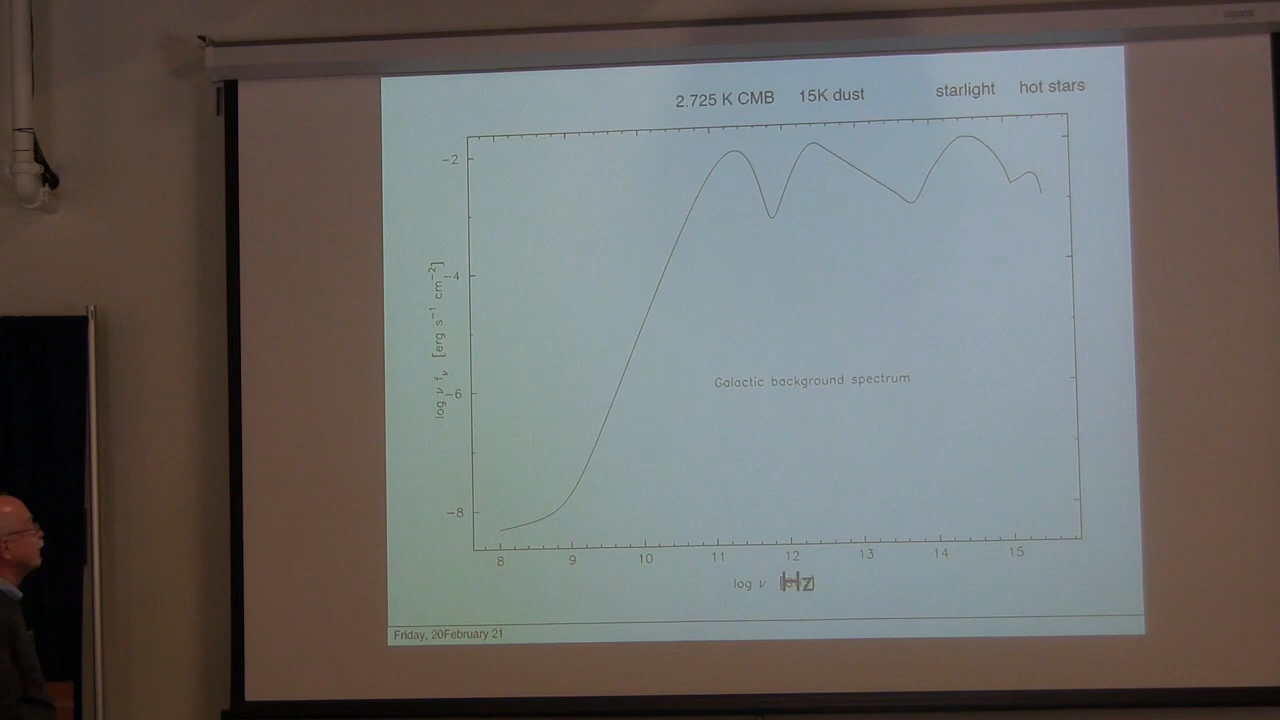 2.725 K CMB 15K dust starlight hot stars
−2
−4
−6
−8
log ν fν [erg s−1 cm−2]
Galactic background spectrum
8 9 10 11 12 13 14 15
log ν Hz
Friday, 20February 21